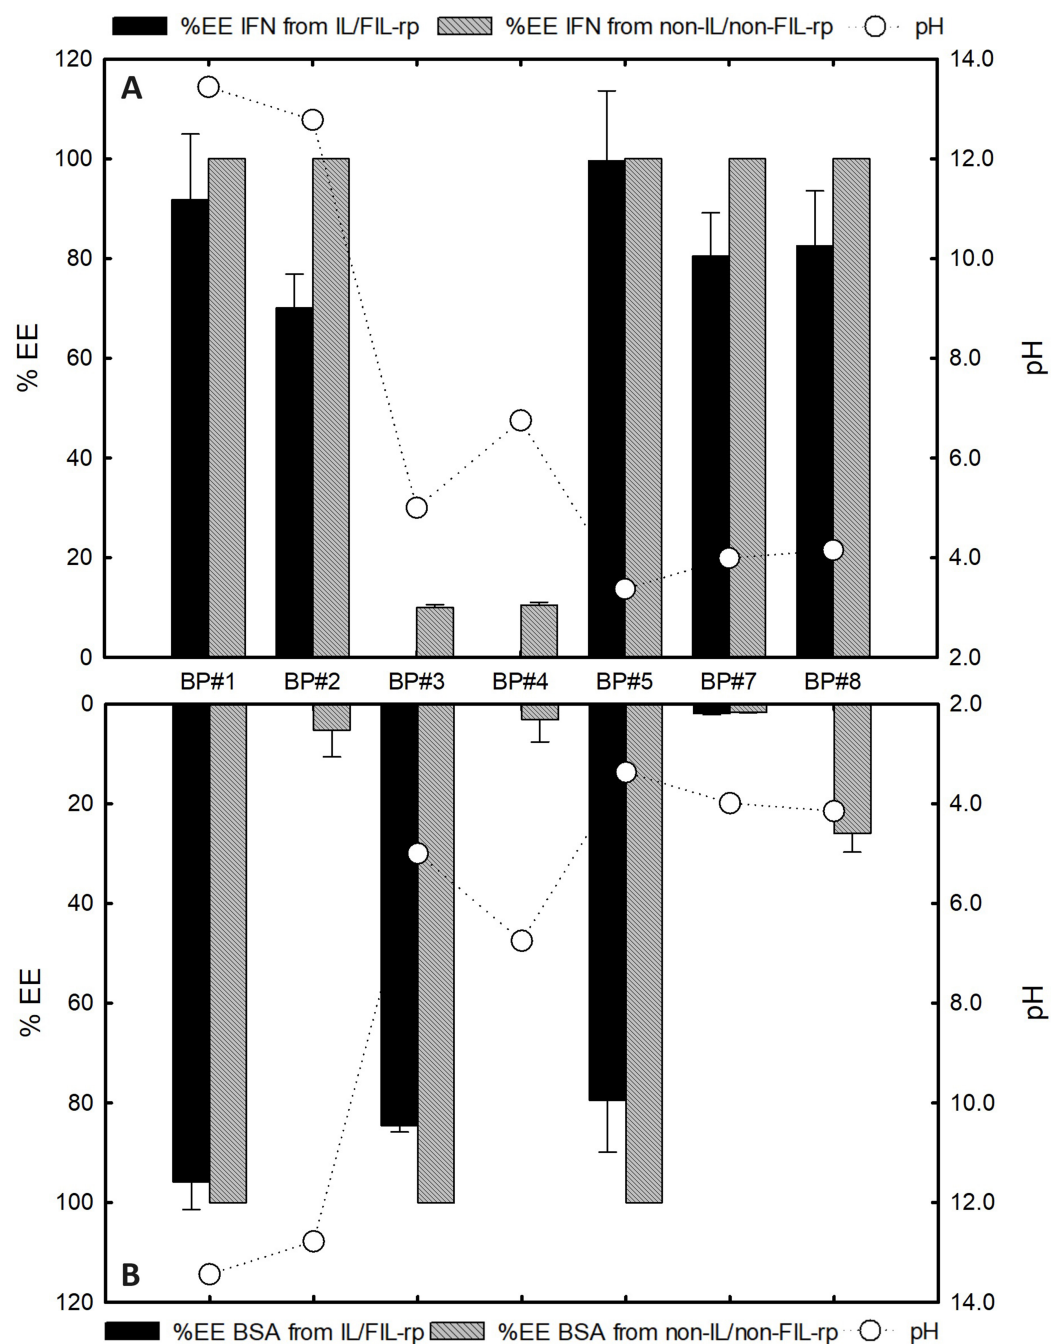 %EE IFN from IL/FIL-rp %EE IFN from non-IL/non-FIL-rp pH
A
120 14.0
100 12.0
80 10.0
% EE pH
60 8.0
40 6.0
20 4.0
0 2.0
BP#1 BP#2 BP#3 BP#4 BP#5 BP#7 BP#8
0 2.0
20 4.0
40 6.0
% EE pH
60 8.0
80 10.0
100 12.0
B
120 14.0
%EE BSA from IL/FIL-rp %EE BSA from non-IL/non-FIL-rp pH